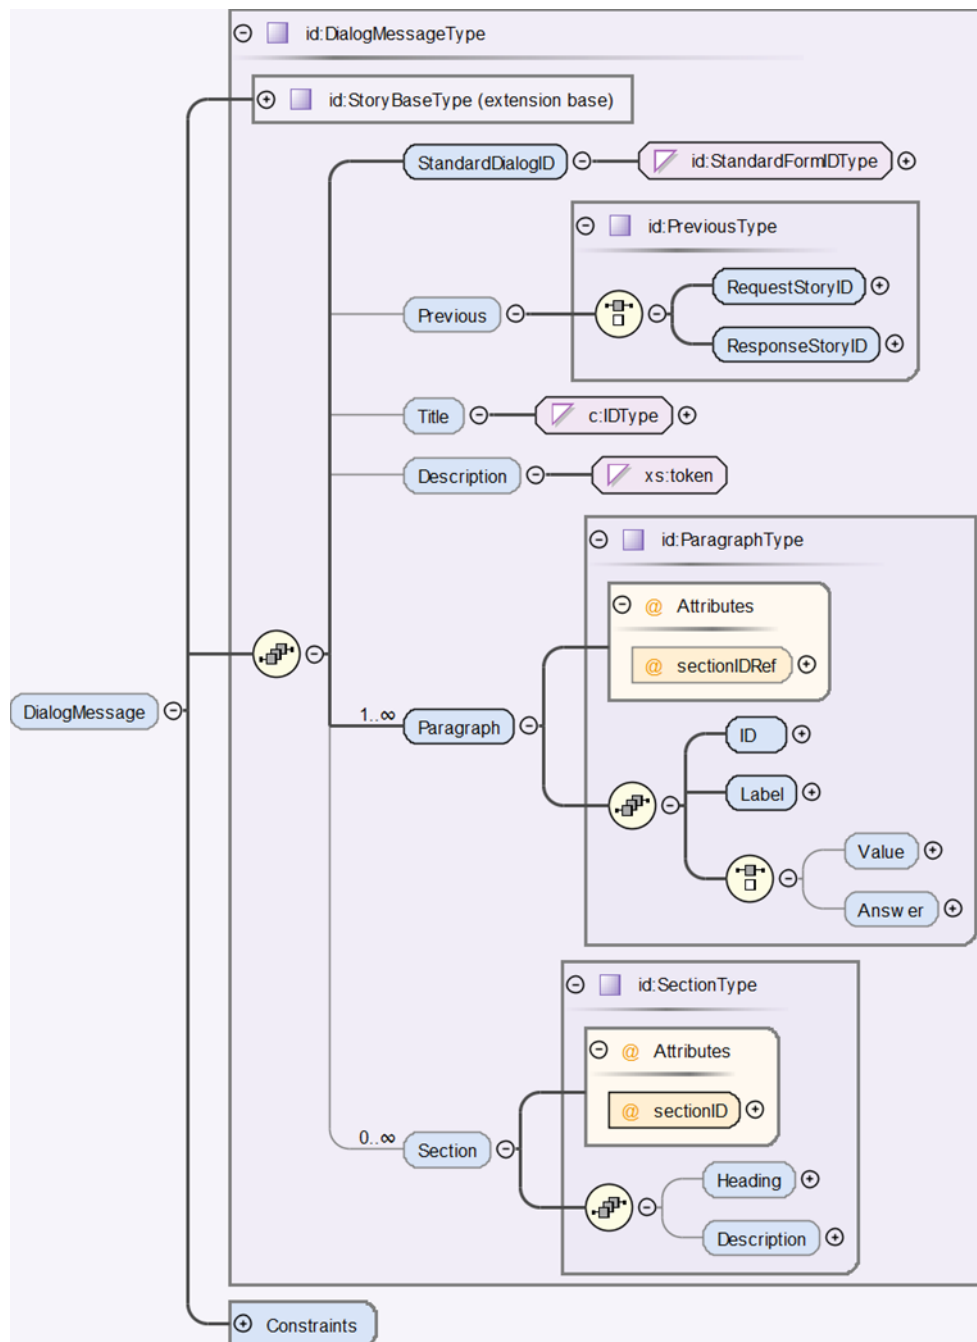 id:DialogMessageType
id:StoryBaseType (extension base)
StandardDialogID
id:StandardFormIDType
id:PreviousType
RequestStoryID
Previous
ResponseStoryID
Title
c:IDType
Description
xs:token
id:ParagraphType
@ Attributes
@ sectionIDRef
DialogMessage
1..∞
Paragraph
ID
Label
Value
Answer
id:SectionType
@ Attributes
@ sectionID
0..∞
Section
Heading
Description
Constraints